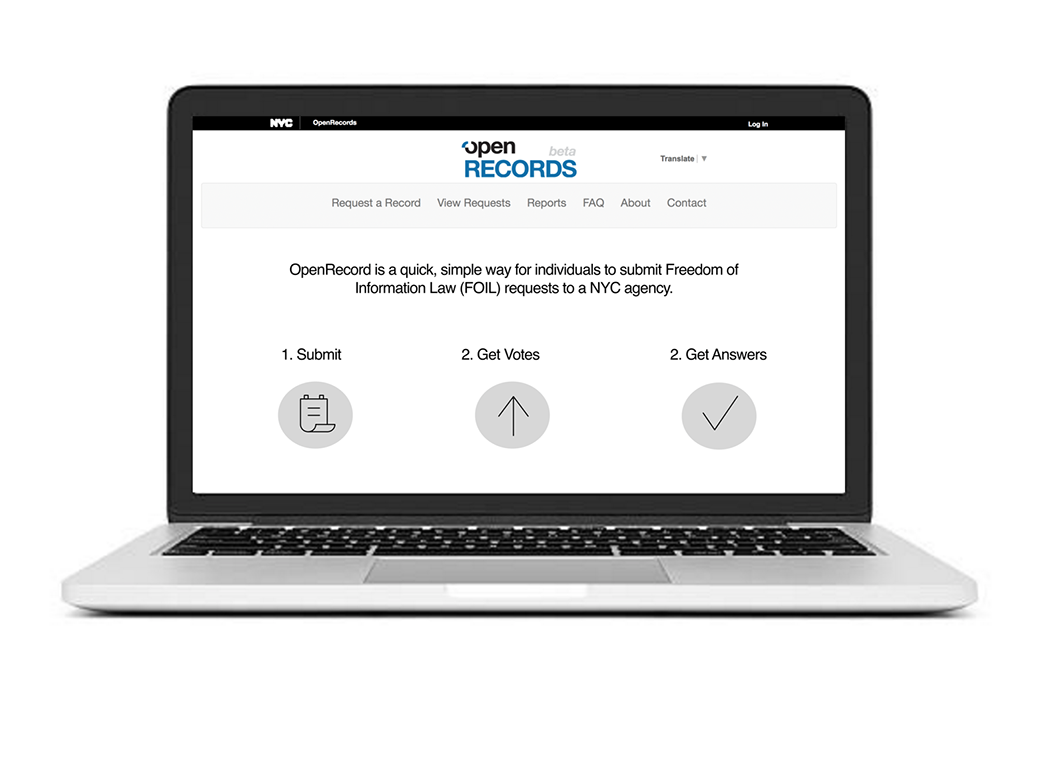 NYC
OpenRecords
Log In
open
beta
RECORDS
Translate ▼
Request a Record View Requests Reports FAQ About Contact
OpenRecord is a quick, simple way for individuals to submit Freedom of
Information Law (FOIL) requests to a NYC agency.
1. Submit
2. Get Votes
2. Get Answers